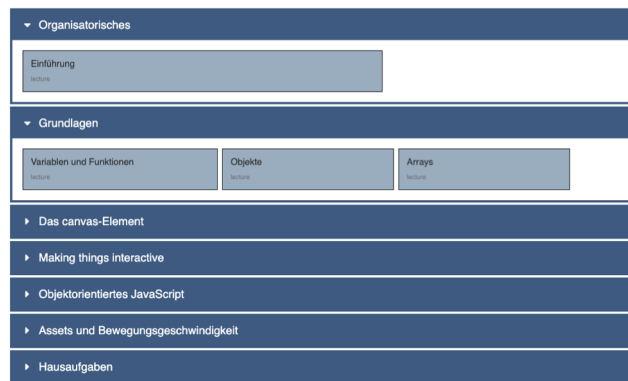 Organisatorisches
Einführung
lecture
Grundlagen
Variablen und Funktionen
lecture
Objekte
lecture
Arrays
lecture
Das canvas-Element
Making things interactive
Objektorientiertes JavaScript
Assets und Bewegungsgeschwindigkeit
Hausaufgaben